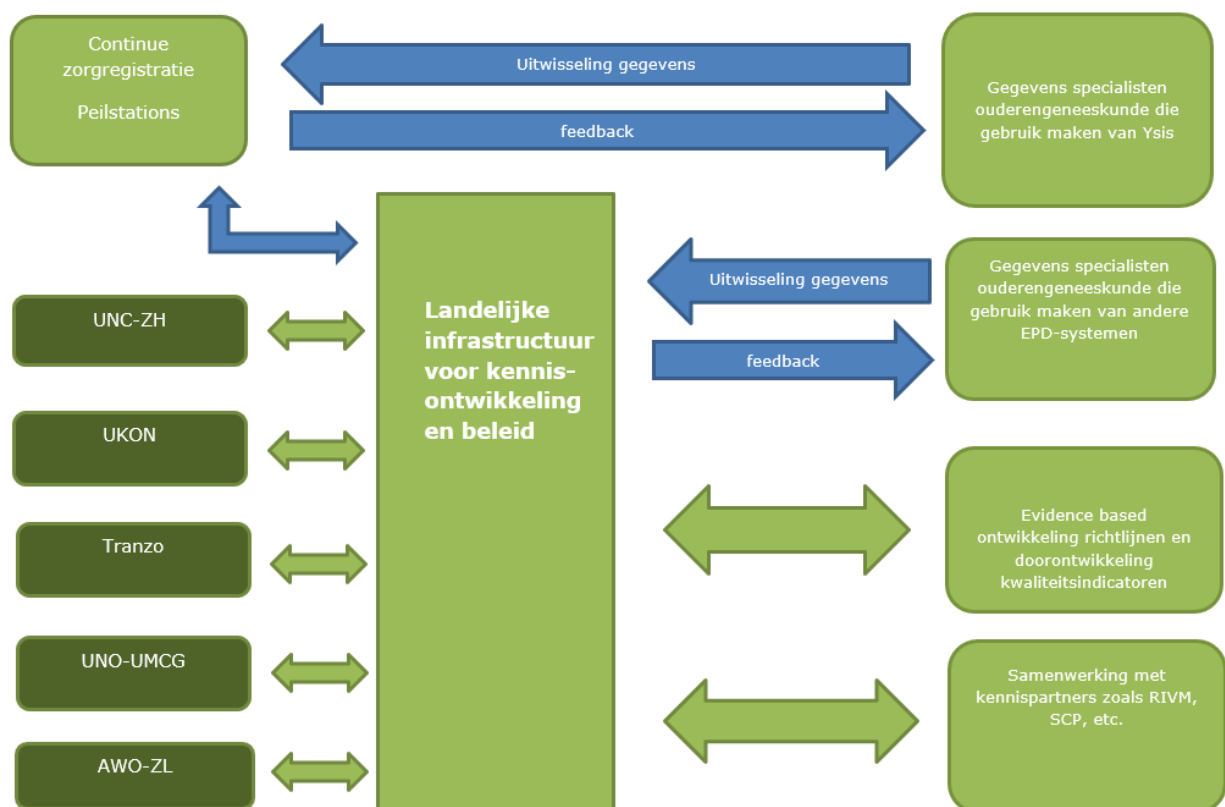 Continue
zorgregistratie
Peilstations
Uitwisseling gegevens
feedback
Gegevens specialisten
ouderengeneeskunde die
gebruik maken van Ysis
Landelijke
infrastructuur
voor kennis-
ontwikkeling
en beleid
Uitwisseling gegevens
feedback
Gegevens specialisten
ouderengeneeskunde die
gebruik maken van andere
EPD-systemen
UNC-ZH
UKON
Tranzo
UNO-UMCG
AWO-ZL
Evidence based
ontwikkeling richtlijnen en
doorontwikkeling
kwaliteitsindicatoren
Samenwerking met
kennispartners zoals RIVM,
SCP, etc.